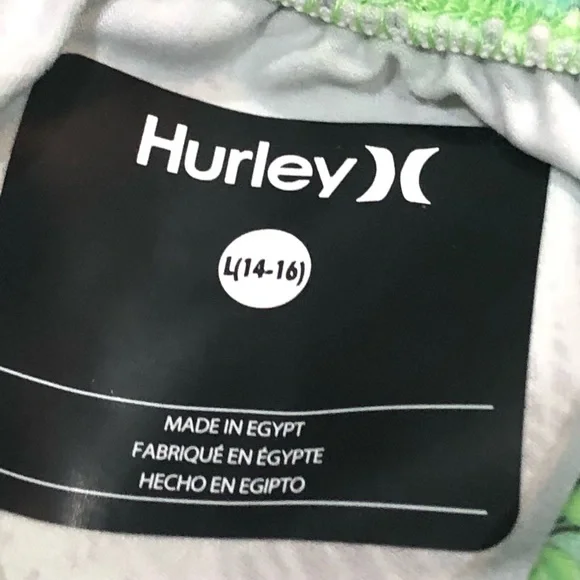 Hurley
L(14-16)
MADE IN EGYPT
FABRIQUÉ EN ÉGYPTE
HECHO EN EGIPTO